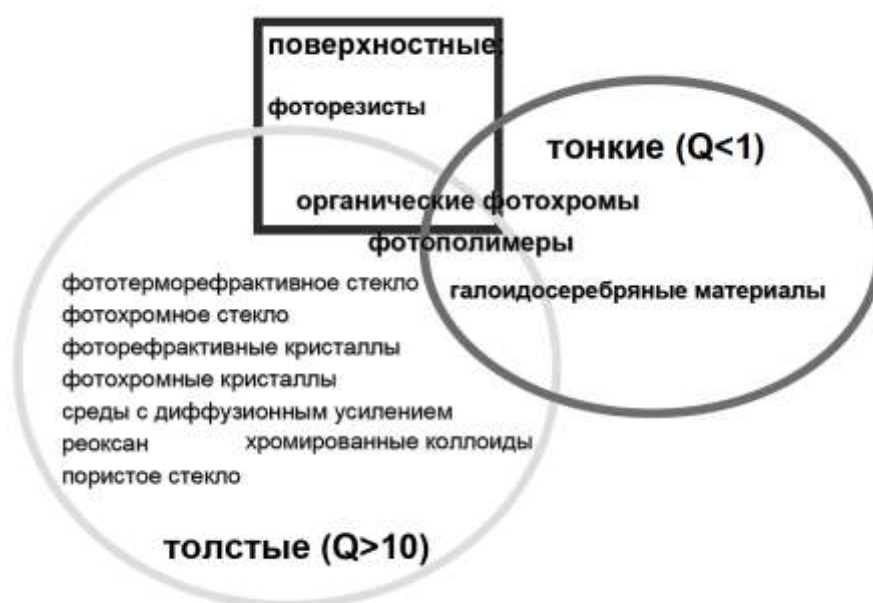 поверхностные:
фоторезисты
тонкие (Q<1)
органические фотохромы
фотополимеры
фототерморефрактивное стекло
галоидосеребряные материалы
фотохромное стекло
фоторефрактивные кристаллы
фотохромные кристаллы
среды с диффузионным усилением
реоксан хромированные коллоиды
пористое стекло
толстые (Q>10)